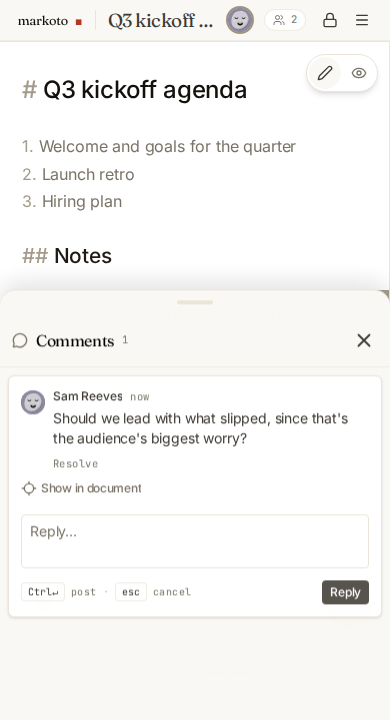 markoto
Q3 kickoff ...
2
# Q3 kickoff agenda
1. Welcome and goals for the quarter
2. Launch retro
3. Hiring plan
## Notes
Comments 1
Sam Reeves now
Should we lead with what slipped, since that's
the audience's biggest worry?
Resolve
Show in document
Reply...
Ctrl↵ post · esc cancel
Reply